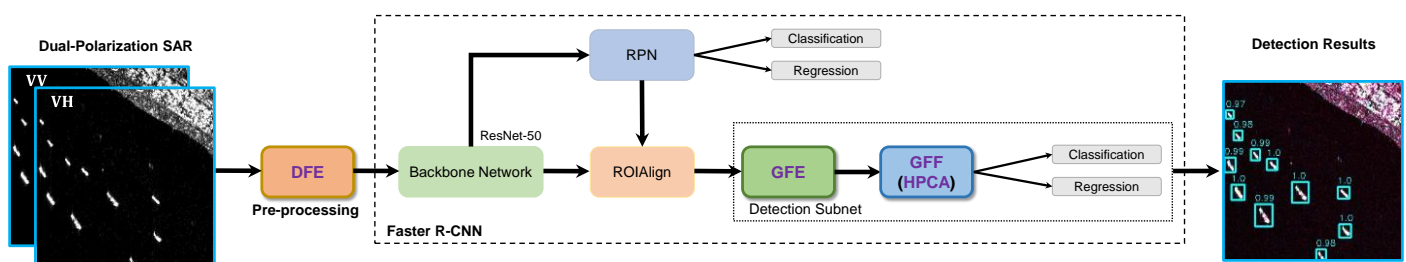 Dual-Polarization SAR
VV
VH
DFE
Pre-processing
Backbone Network
ResNet-50
RPN
Classification
Regression
ROIAlign
GFE
GFF
(HPCA)
Classification
Regression
Detection Subnet
Faster R-CNN
Detection Results
0.97
0.98
0.99
0.99
1.0
1.0
1.0
1.0
0.99
1.0
0.98